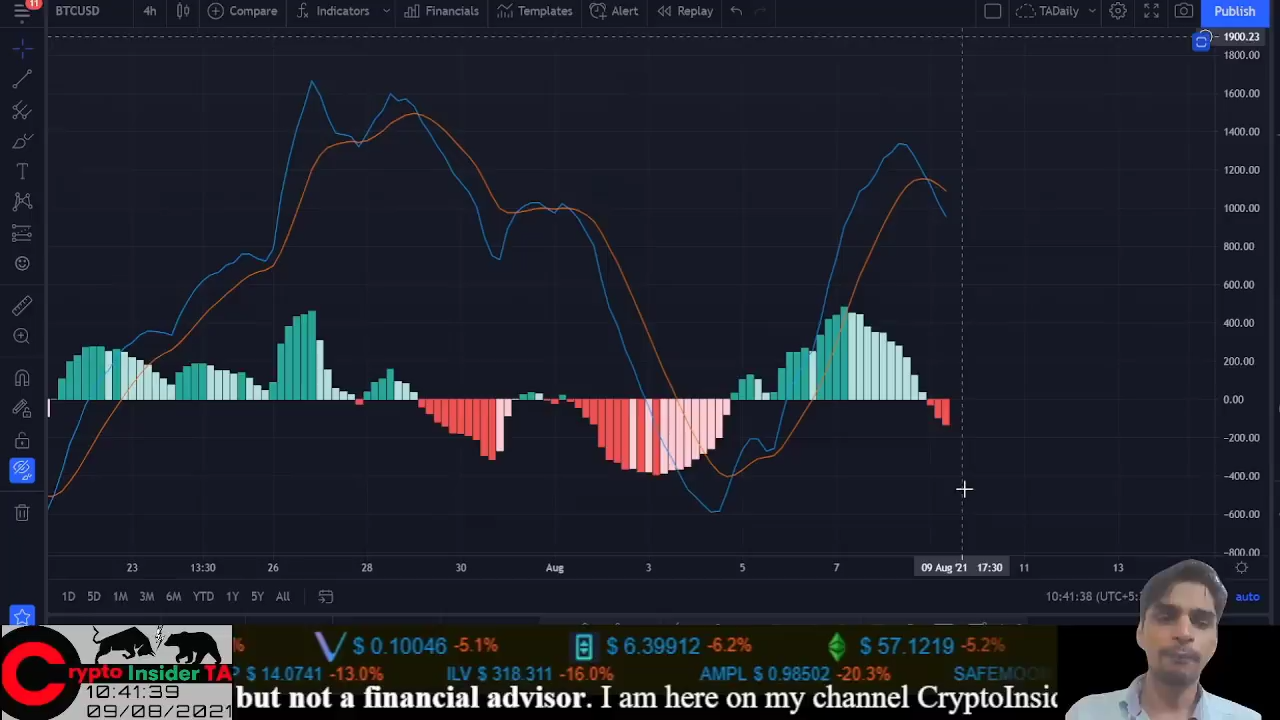 11
BTCUSD 4h Compare Indicators Financials Templates Alert Replay TADaily Publish
1900.23
1800.00
1600.00
1400.00
1200.00
1000.00
800.00
600.00
400.00
200.00
0.00
−200.00
−400.00
−600.00
−800.00
23 13:30 26 28 30 Aug 3 5 7 09 Aug '21 17:30 11 13
1D 5D 1M 3M 6M YTD 1Y 5Y All 10:41:38 (UTC+5: auto
% $ 0.10046 -5.1% $ 6.39912 -6.2% $ 57.1219 -5.2%
Crypto Insider TA
P $ 14.0741 -13.0% ILV $ 318.311 -16.0% AMPL $ 0.98502 -20.3% SAFEMOON
10:41:39
but not a financial advisor. I am here on my channel CryptoInsid
09/08/2021